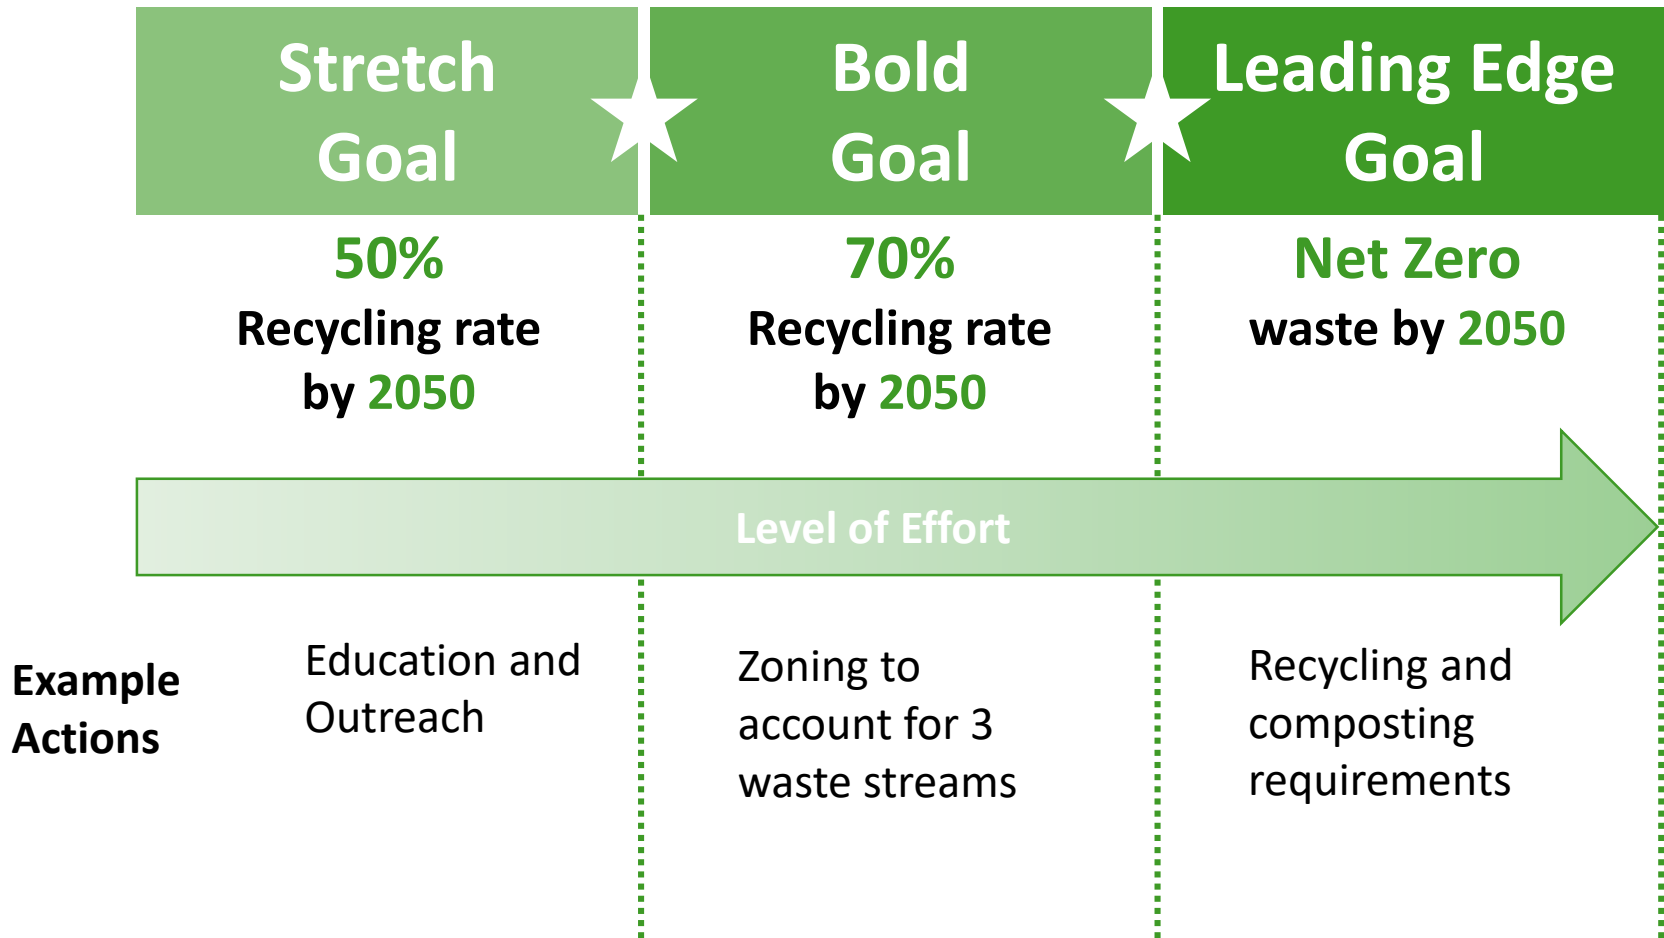 Stretch
Goal
Bold
Goal
Leading Edge
Goal
50%
Recycling rate
by 2050
70%
Recycling rate
by 2050
Net Zero
waste by 2050
Level of Effort
Example
Actions
Education and
Outreach
Zoning to
account for 3
waste streams
Recycling and
composting
requirements